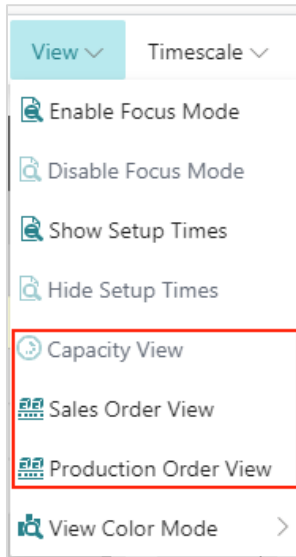 View Timescale
Enable Focus Mode
Disable Focus Mode
Show Setup Times
Hide Setup Times
Capacity View
Sales Order View
Production Order View
View Color Mode